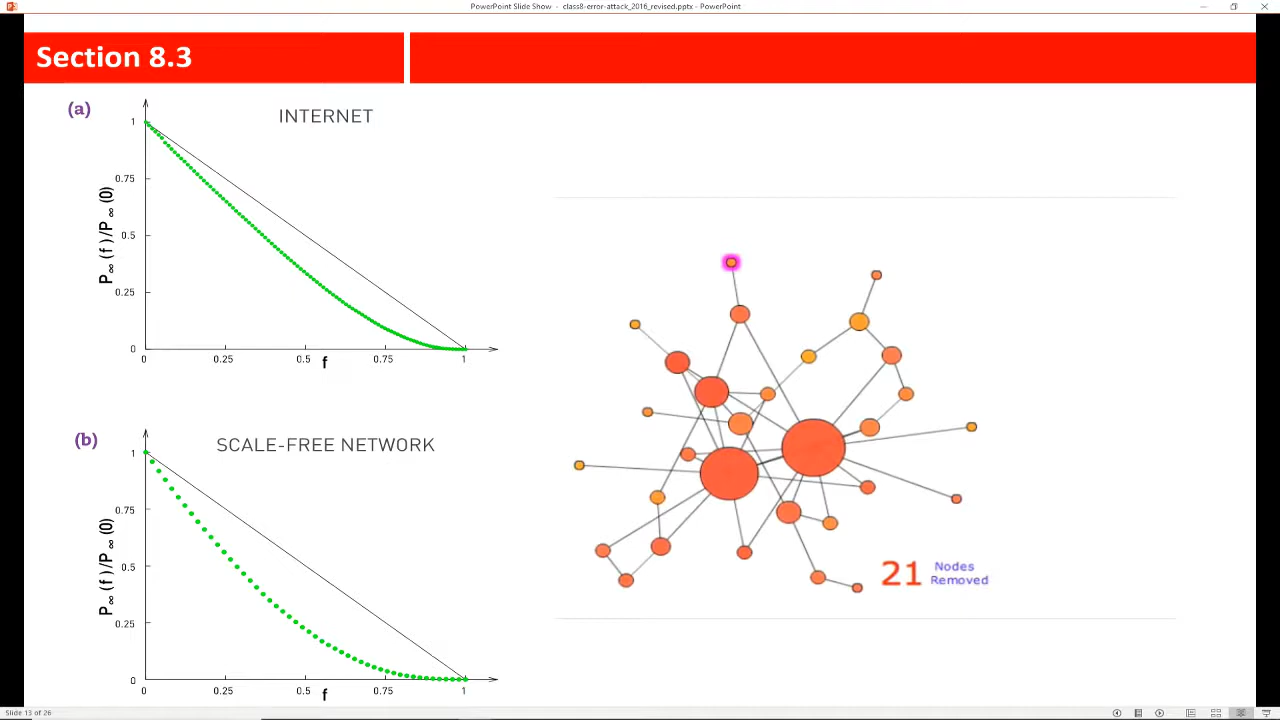 PowerPoint Slide Show - class8-error-attack_2016_revised.pptx - PowerPoint
Section 8.3
(a)
INTERNET
1
0.75
0.5
0.25
0
P∞ (f)/P∞ (0)
0 0.25 0.5 0.75 1
f
(b)
SCALE-FREE NETWORK
1
0.75
0.5
0.25
0
P∞ (f)/P∞ (0)
0 0.25 0.5 0.75 1
f
21 Nodes
Removed
Slide 13 of 26